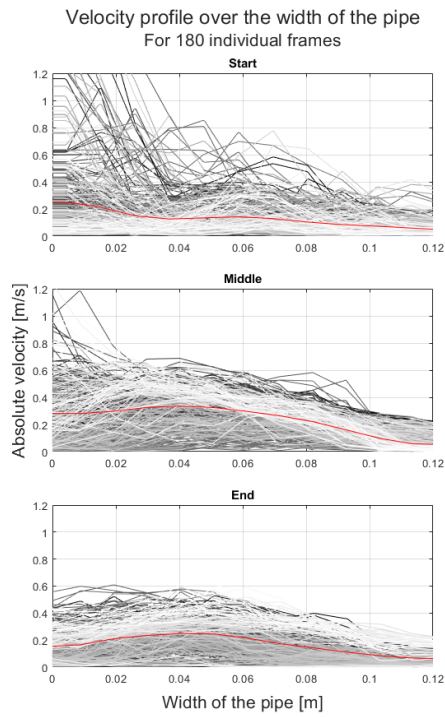 Velocity profile over the width of the pipe
For 180 individual frames
Start
1.2
1
0.8
0.6
0.4
0.2
0
0 0.02 0.04 0.06 0.08 0.1 0.12
Middle
1.2
1
0.8
0.6
0.4
0.2
0
0 0.02 0.04 0.06 0.08 0.1 0.12
Absolute velocity [m/s]
End
1.2
1
0.8
0.6
0.4
0.2
0
0 0.02 0.04 0.06 0.08 0.1 0.12
Width of the pipe [m]